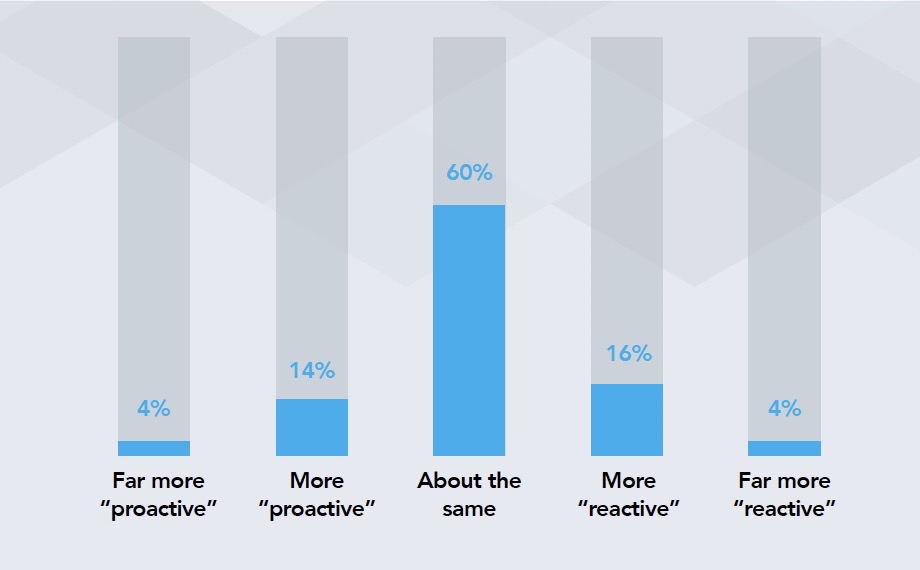 60%
16%
14%
4%
4%
Far more
“proactive”
More
“proactive”
About the
same
More
“reactive”
Far more
“reactive”